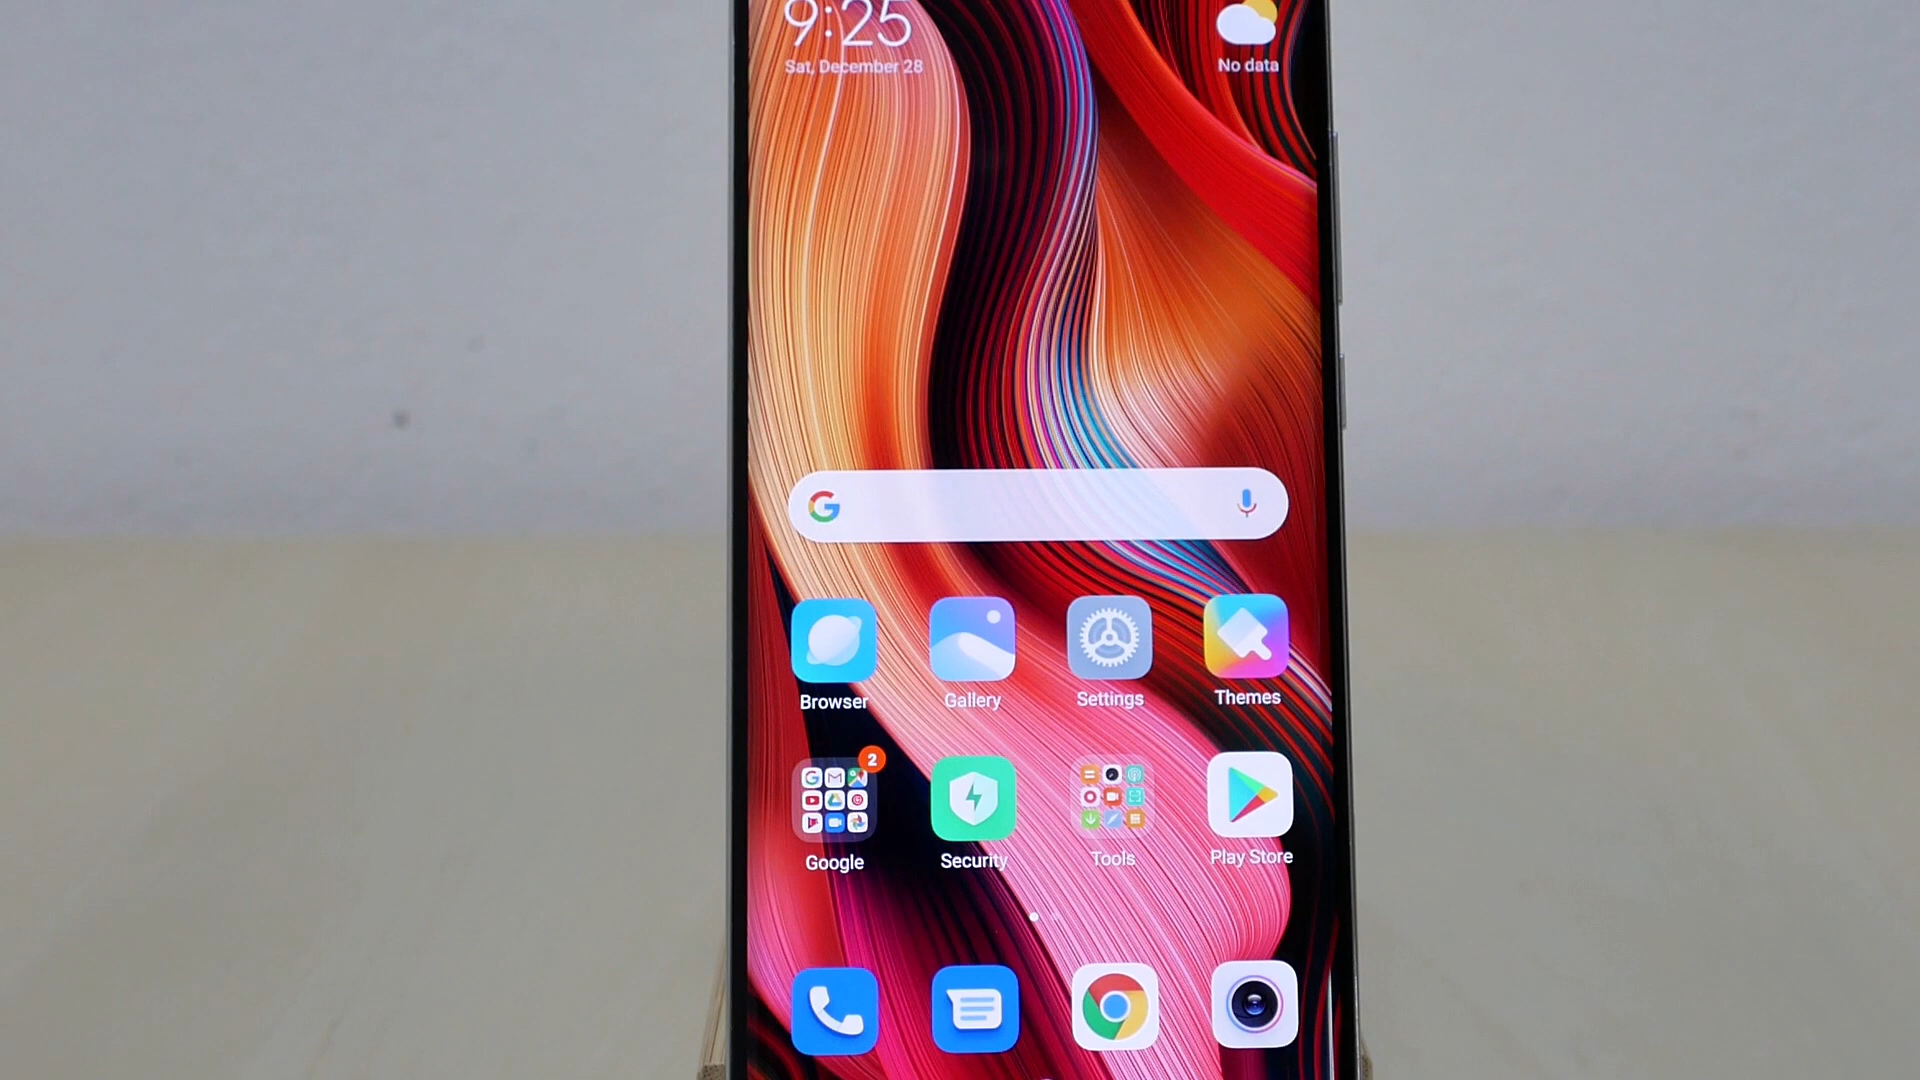 9:25
Sat, December 28
No data
Browser
Gallery
Settings
Themes
2
Google
Security
Tools
Play Store